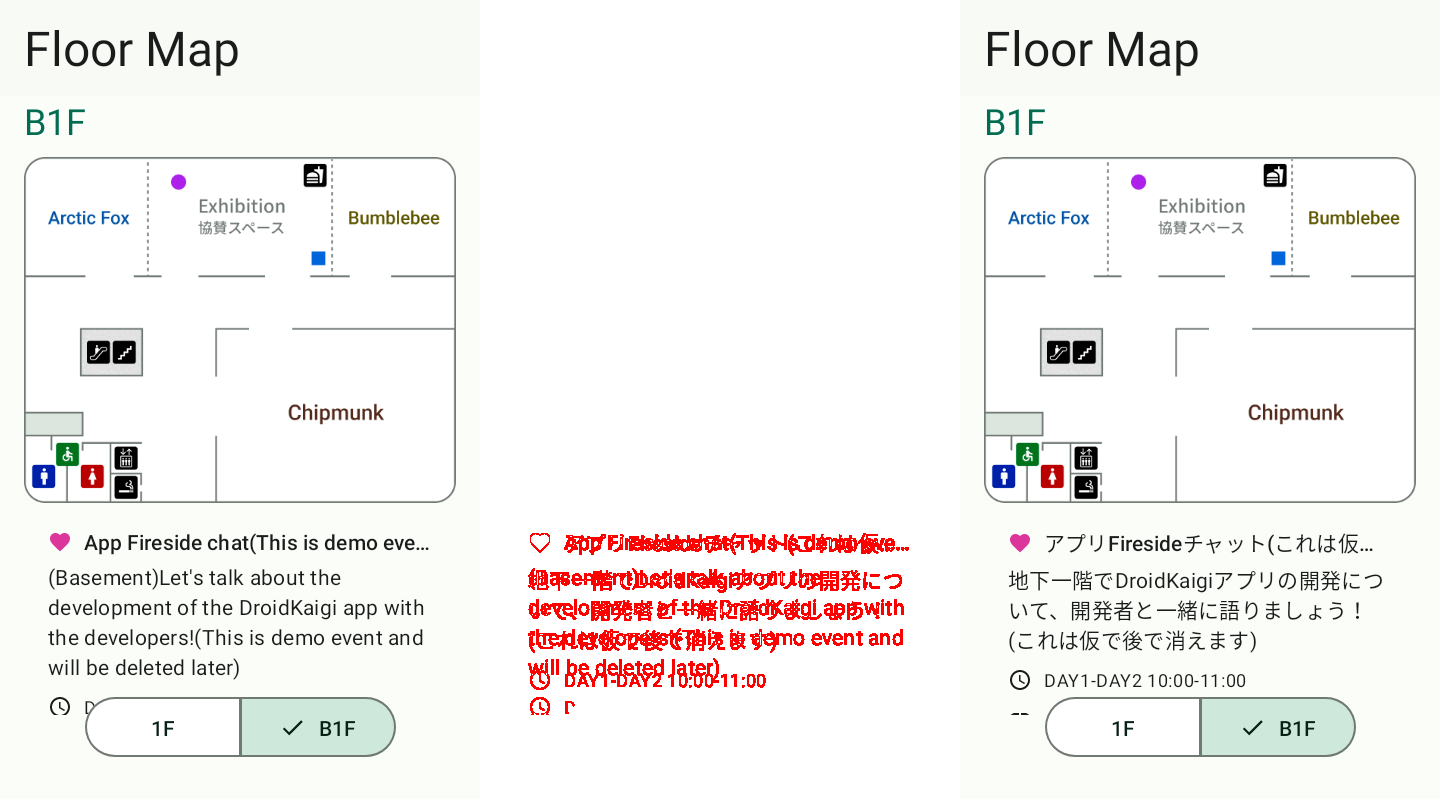 Floor Map
B1F
Arctic Fox
Exhibition
協賛スペース
Bumblebee
Chipmunk
App Fireside chat(This is demo eve...
(Basement)Let's talk about the
development of the DroidKaigi app with
the developers!(This is demo event and
will be deleted later)
1F
B1F
DAY1-DAY2 10:00-11:00
Floor Map
B1F
Arctic Fox
Exhibition
協賛スペース
Bumblebee
Chipmunk
アプリFiresideチャット(これは仮...
地下一階でDroidKaigiアプリの開発につ
いて、開発者と一緒に語りましょう！
(これは仮で後で消えます)
DAY1-DAY2 10:00-11:00
1F
B1F